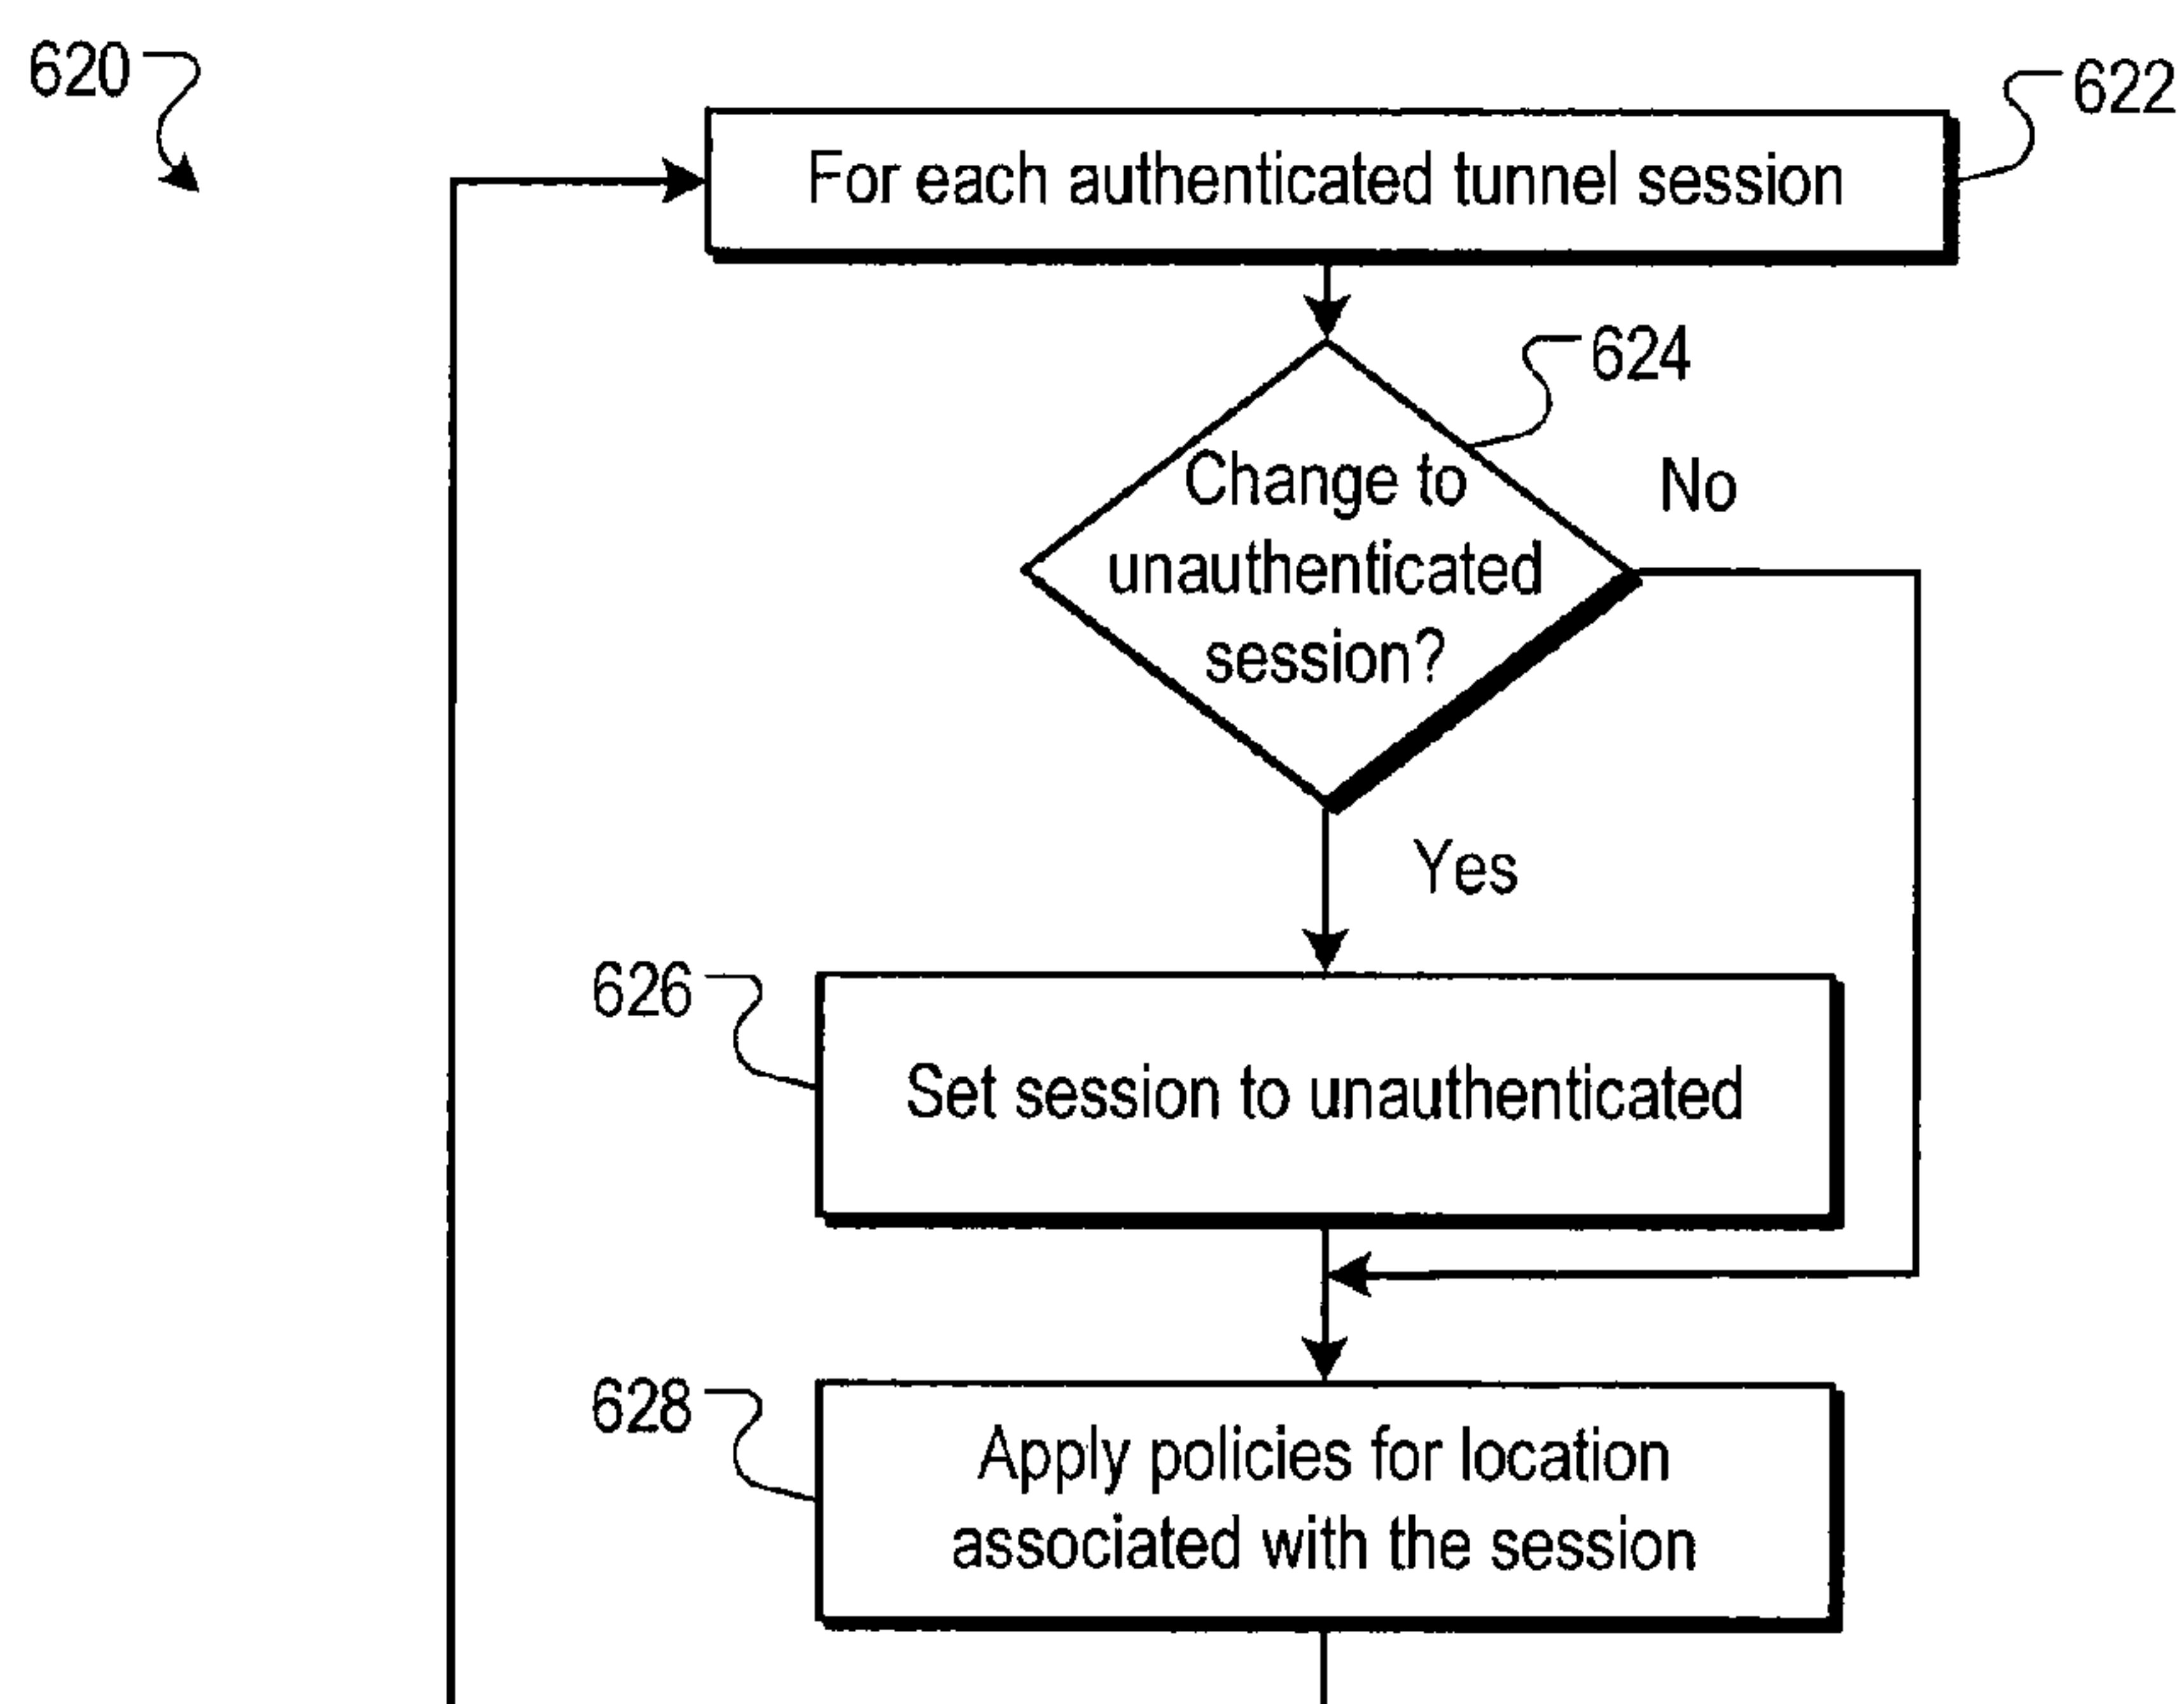 620
622
For each authenticated tunnel session
624
Change to
unauthenticated
session?
No
Yes
626
Set session to unauthenticated
628
Apply policies for location
associated with the session